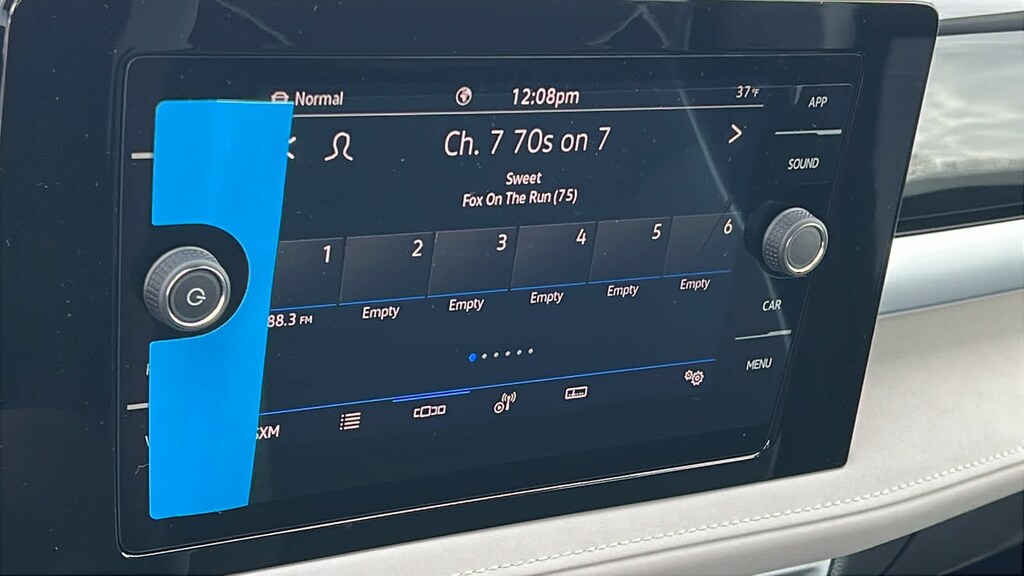 Normal 12:08pm 37°F
APP
Ch. 7 70s on 7
SOUND
Sweet
Fox On The Run (75)
1 2 3 4 5 6
88.3 FM Empty Empty Empty Empty Empty
CAR
MENU
SXM